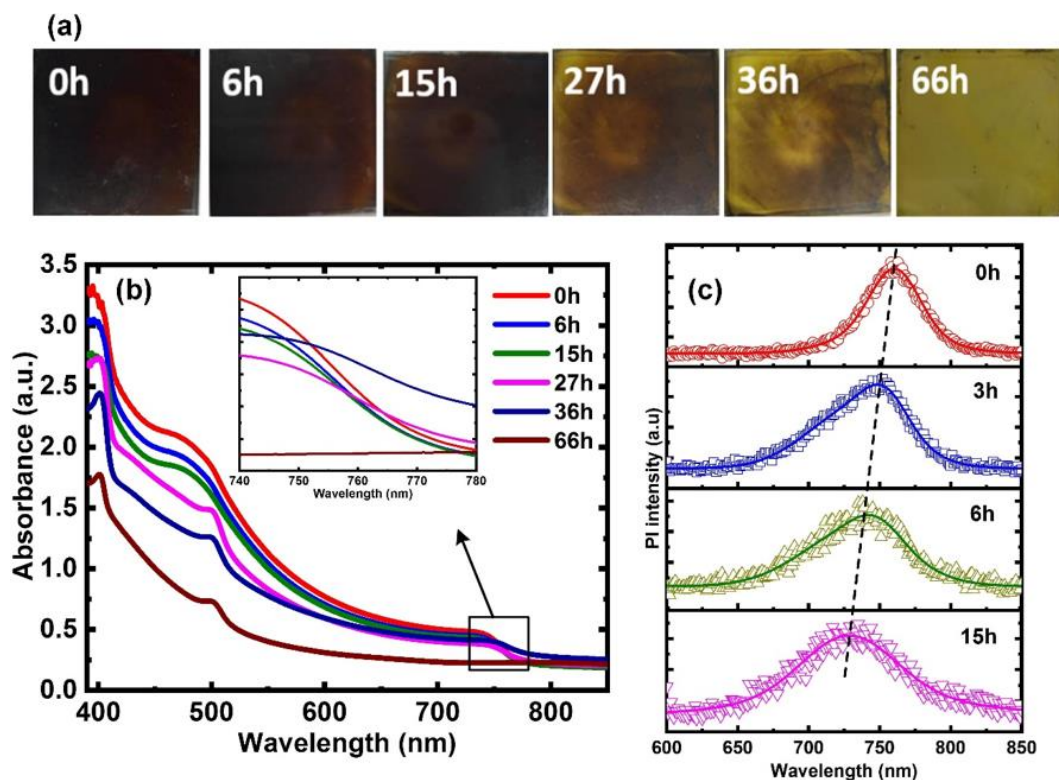 (a)
0h
6h
15h
27h
36h
66h
(b)
Absorbance (a.u.)
3.5
3.0
2.5
2.0
1.5
1.0
0.5
0.0
400 500 600 700 800
Wavelength (nm)
740 750 760 770 780
Wavelength (nm)
0h
6h
15h
27h
36h
66h
(c)
PI intensity (a.u)
0h
3h
6h
15h
600 650 700 750 800 850
Wavelength (nm)